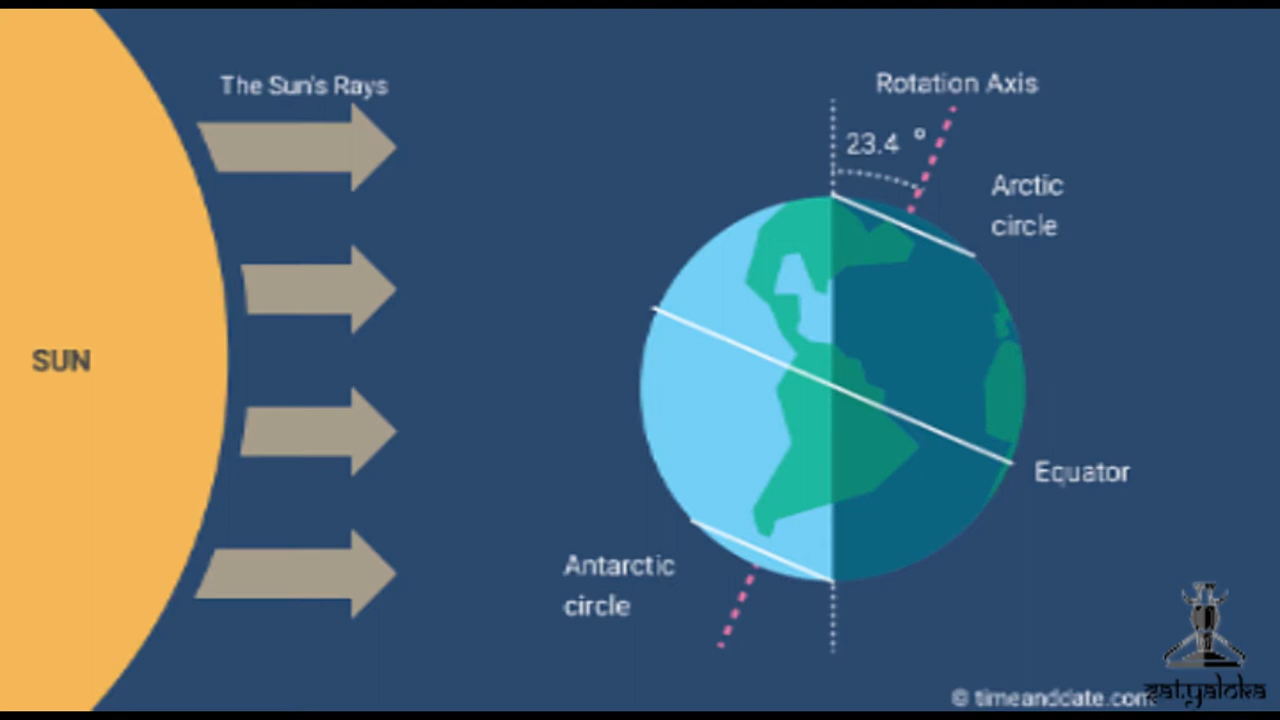 The Sun's Rays
Rotation Axis
23.4 °
Arctic
circle
SUN
Equator
Antarctic
circle
© timeanddate.com
satyaloka